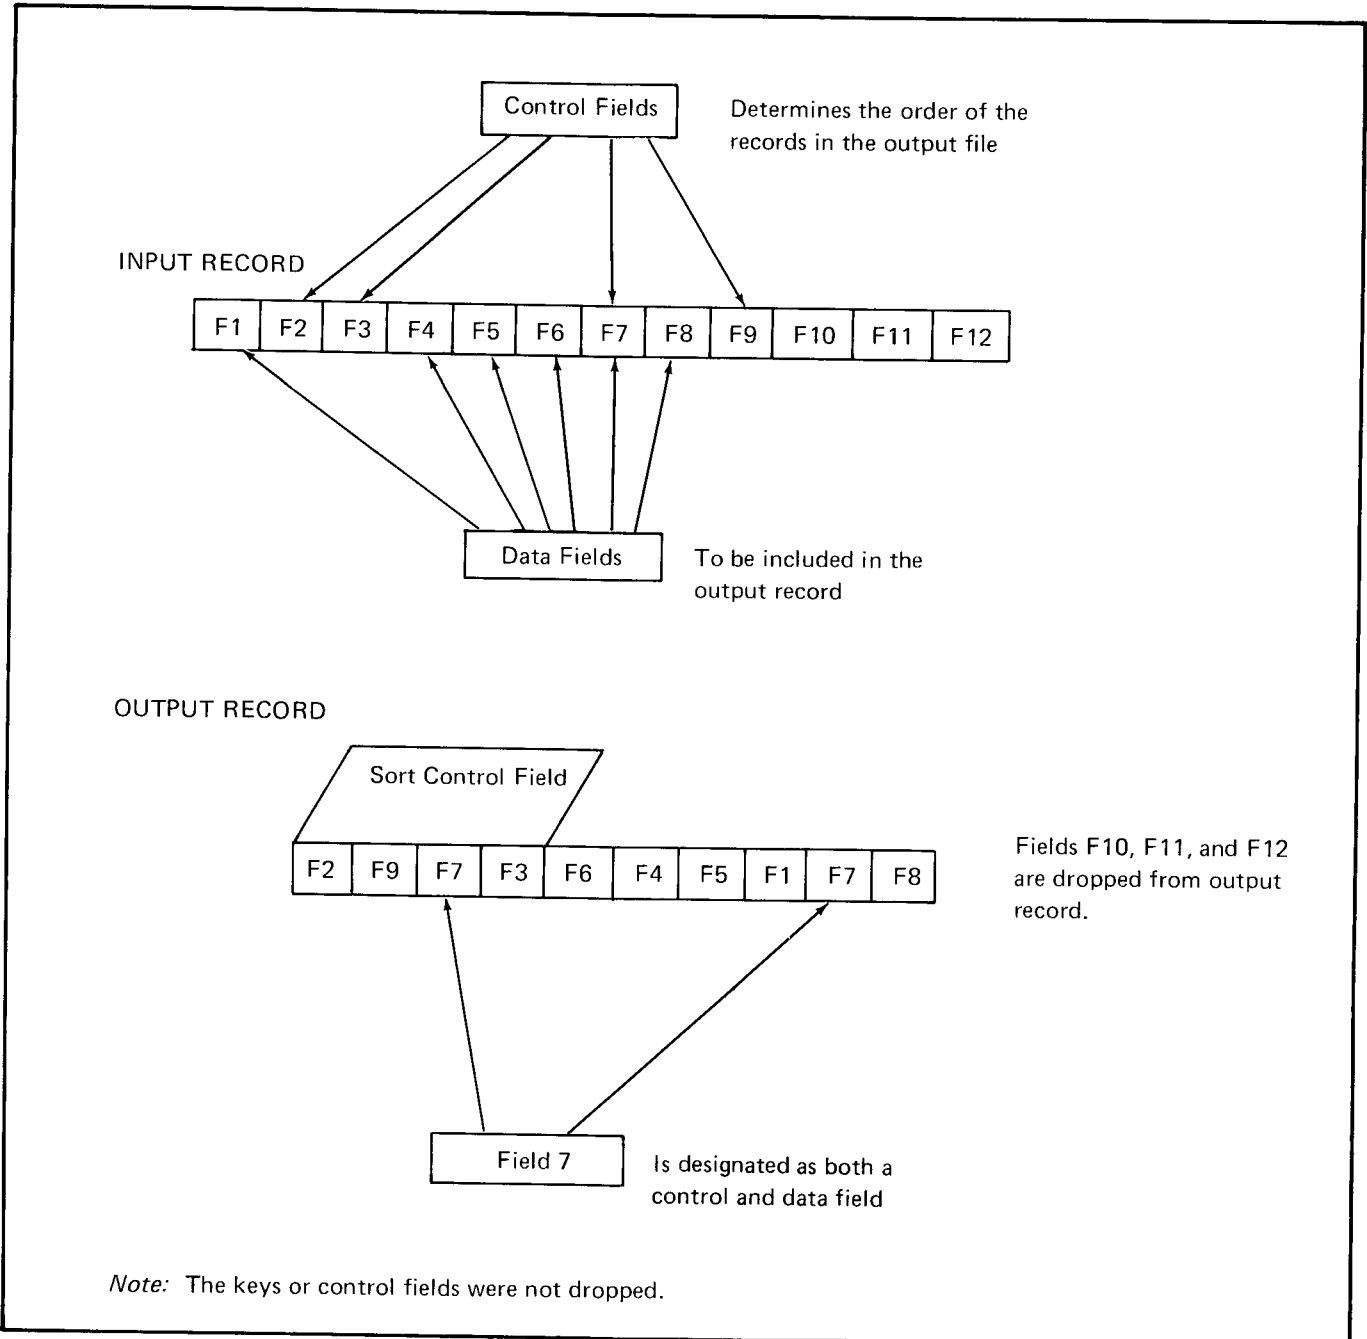 Control Fields
Determines the order of the
records in the output file
INPUT RECORD
F1 F2 F3 F4 F5 F6 F7 F8 F9 F10 F11 F12
Data Fields
To be included in the
output record
OUTPUT RECORD
Sort Control Field
F2 F9 F7 F3 F6 F4 F5 F1 F7 F8
Fields F10, F11, and F12
are dropped from output
record.
Field 7
Is designated as both a
control and data field
Note: The keys or control fields were not dropped.